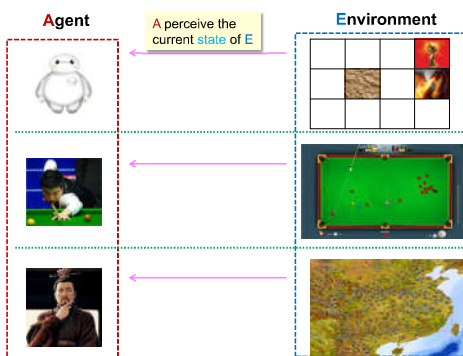 Agent
A perceive the
current state of E
Environment